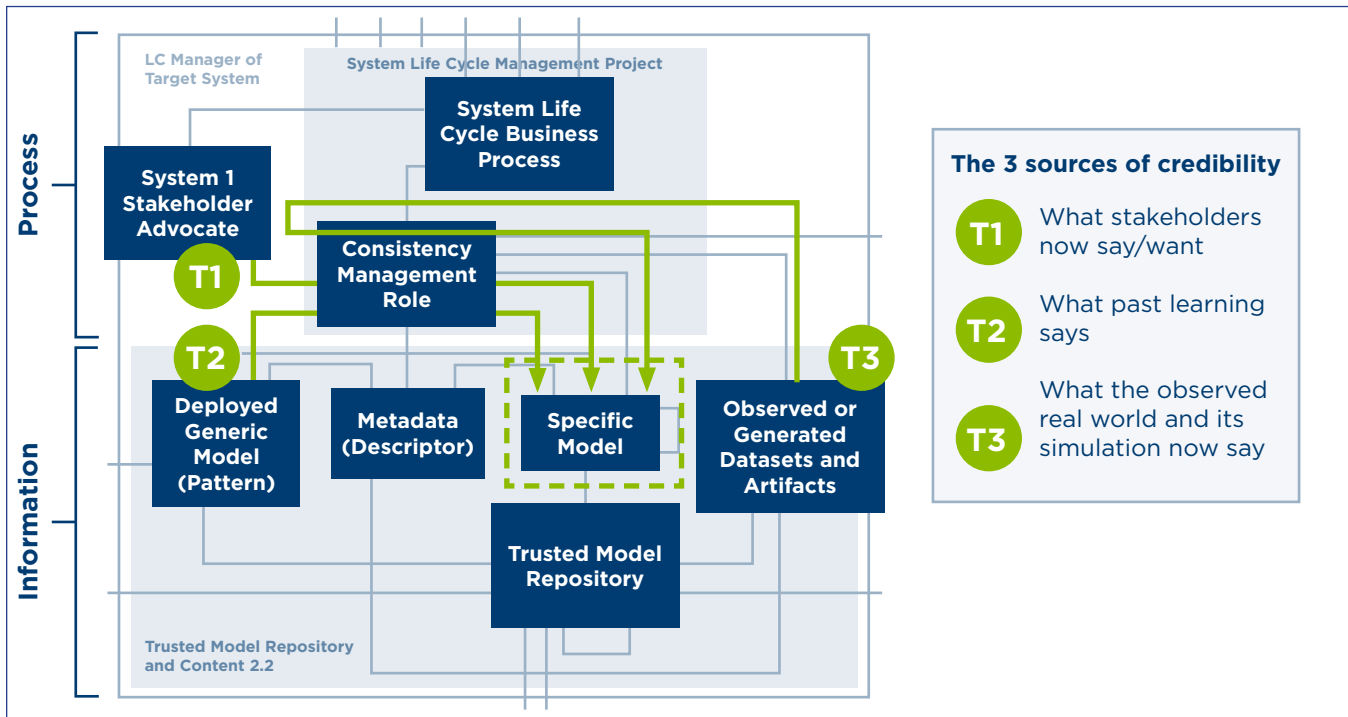 Process
Information
LC Manager of
Target System
System Life Cycle Management Project
System Life
Cycle Business
Process
System 1
Stakeholder
Advocate
T1
Consistency
Management
Role
T2
T3
Deployed
Generic
Model
(Pattern)
Metadata
(Descriptor)
Specific
Model
Observed or
Generated
Datasets and
Artifacts
Trusted Model
Repository
Trusted Model Repository
and Content 2.2
The 3 sources of credibility
T1
What stakeholders
now say/want
T2
What past learning
says
T3
What the observed
real world and its
simulation now say